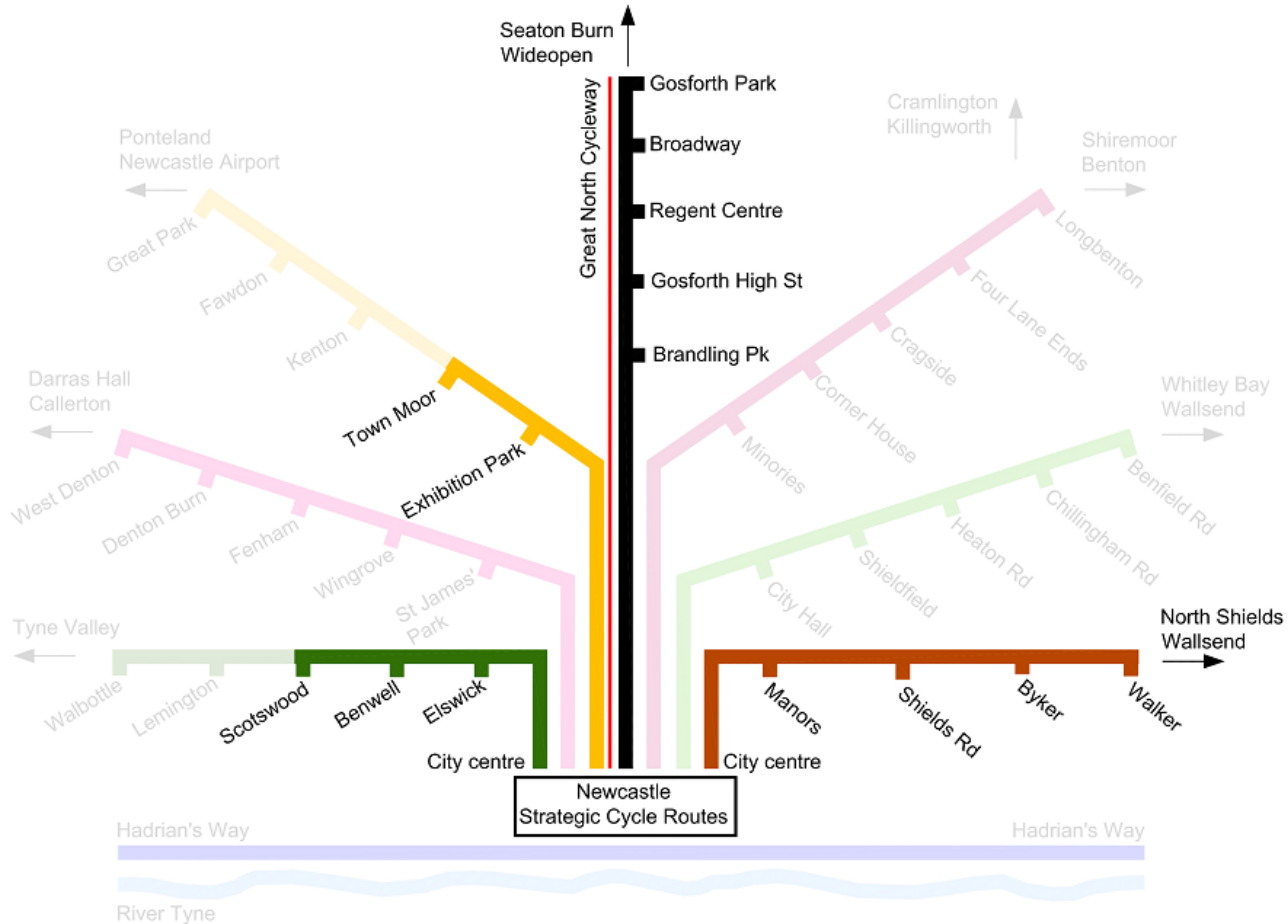 Seaton Burn
Wideopen
Great North Cycleway
Gosforth Park
Broadway
Regent Centre
Gosforth High St
Brandling Pk
Cramlington
Killingworth
Shiremoor
Benton
Ponteland
Newcastle Airport
Great Park
Fawdon
Kenton
Town Moor
Exhibition Park
Longbenton
Four Lane Ends
Cragside
Corner House
Minories
Darras Hall
Callerton
West Denton
Denton Burn
Fenham
Wingrove
St James'
Park
Whitley Bay
Wallsend
Benfield Rd
Chillingham Rd
Heaton Rd
Shieldfield
City Hall
Tyne Valley
Walbottle
Lemington
Scotswood
Benwell
Elswick
City centre
North Shields
Wallsend
Manors
Shields Rd
Byker
Walker
City centre
Newcastle
Strategic Cycle Routes
Hadrian's Way
Hadrian's Way
River Tyne